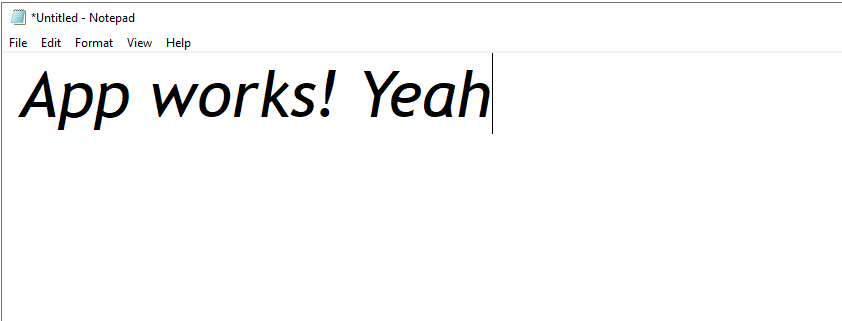 *Untitled - Notepad
File Edit Format View Help
App works! Yeah